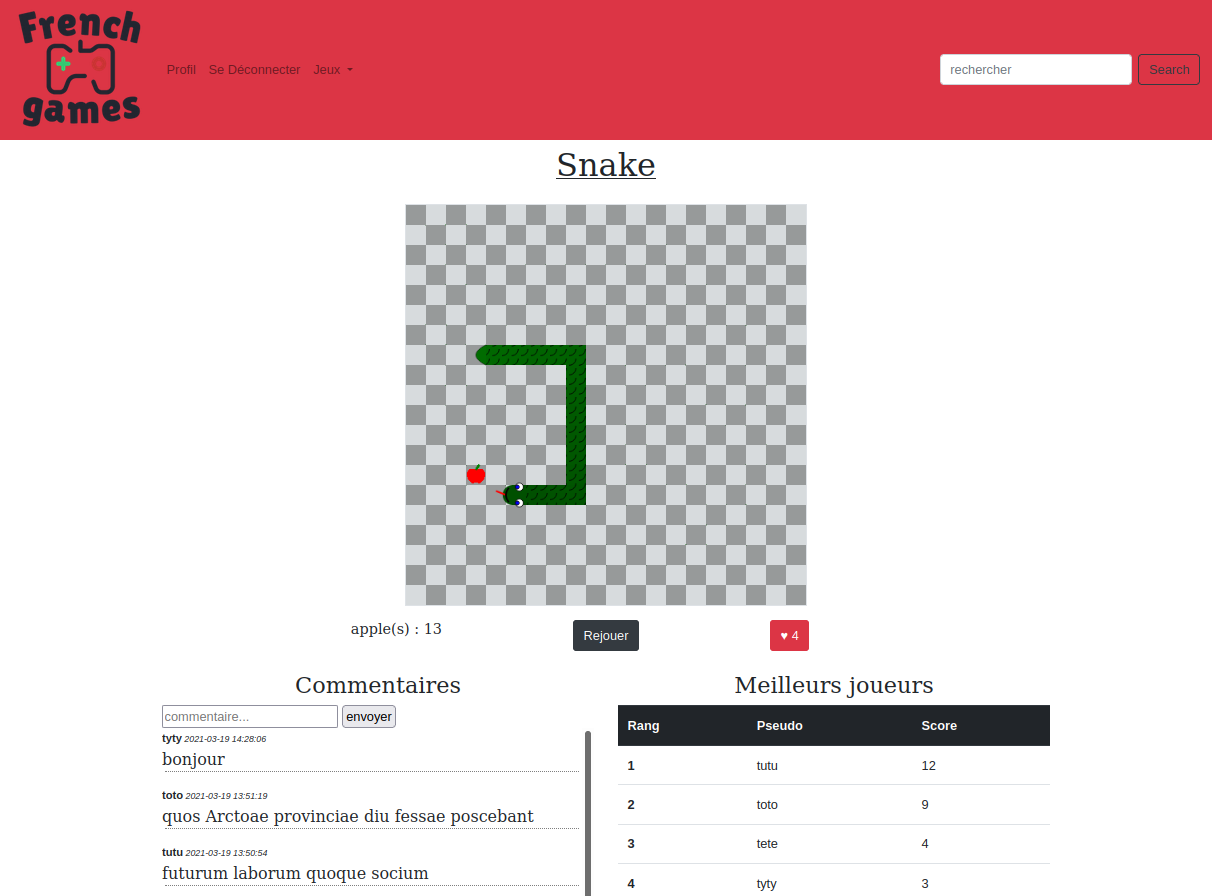 French
games
Profil Se Déconnecter Jeux
rechercher
Search
Snake
apple(s) : 13
Rejouer
♥ 4
Commentaires
commentaire...
envoyer
tyty 2021-03-19 14:28:06
bonjour
toto 2021-03-19 13:51:19
quos Arctoae provinciae diu fessae poscebant
tutu 2021-03-19 13:50:54
futurum laborum quoque socium
Meilleurs joueurs
Rang Pseudo Score
1 tutu 12
2 toto 9
3 tete 4
4 tyty 3